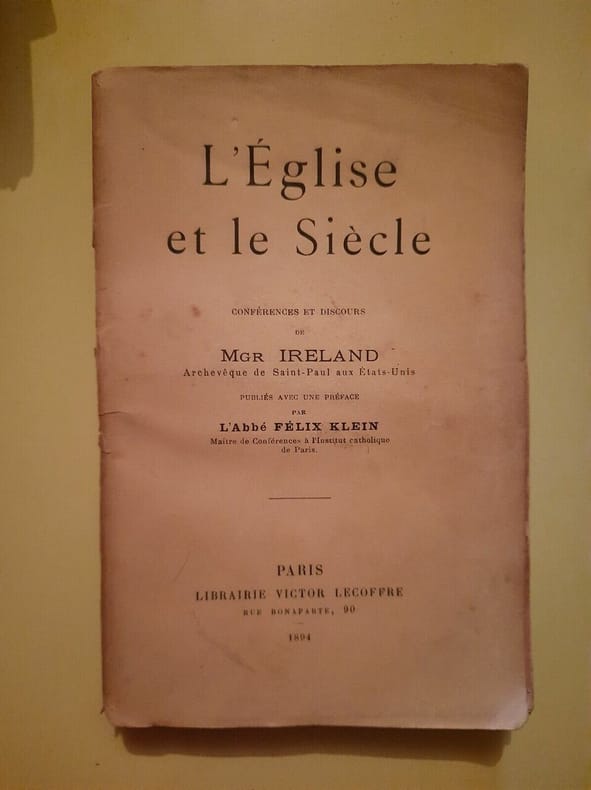 L'Église
et le Siècle
CONFÉRENCES ET DISCOURS
DE
MGR IRELAND
Archevêque de Saint-Paul aux États-Unis
PUBLIÉS AVEC UNE PRÉFACE
PAR
L'Abbé FÉLIX KLEIN
Maitre de Conférences à l'Institut catholique
de Paris.
PARIS
LIBRAIRIE VICTOR LECOFFRE
RUE BONAPARTE, 90
1894